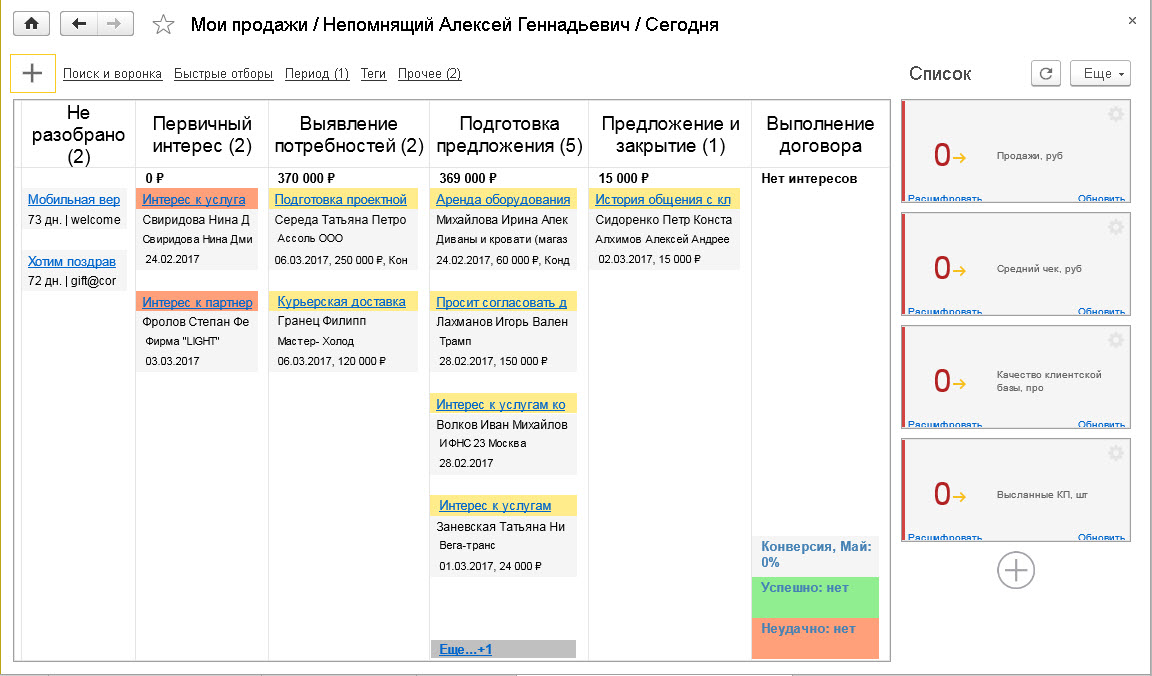 Мои продажи / Непомнящий Алексей Геннадьевич / Сегодня
Поиск и воронка Быстрые отборы Период (1) Теги Прочее (2)
Не
разобрано
(2)
Мобильная вер
73 дн. | welcome
Хотим поздрав
72 дн. | gift@cor
Первичный
интерес (2)
0 ₽
Интерес к услуга
Свиридова Нина Д
Свиридова Нина Дми
24.02.2017
Интерес к партнер
Фролов Степан Фе
Фирма "LIGHT"
03.03.2017
Выявление
потребностей (2)
370 000 ₽
Подготовка проектной
Середа Татьяна Петро
Ассоль ООО
06.03.2017, 250 000 ₽, Кон
Курьерская доставка
Гранец Филипп
Мастер- Холод
06.03.2017, 120 000 ₽
Подготовка
предложения (5)
369 000 ₽
Аренда оборудования
Михайлова Ирина Алек
Диваны и кровати (магаз
24.02.2017, 60 000 ₽, Конд
Просит согласовать д
Лахманов Игорь Вален
Трамп
28.02.2017, 150 000 ₽
Интерес к услугам ко
Волков Иван Михайлов
ИФНС 23 Москва
28.02.2017
Интерес к услугам
Заневская Татьяна Ни
Вега-транс
01.03.2017, 24 000 ₽
Еще...+1
Предложение и
закрытие (1)
15 000 ₽
История общения с кл
Сидоренко Петр Конста
Алхимов Алексей Андрее
02.03.2017, 15 000 ₽
Выполнение
договора
Нет интересов
Конверсия, Май:
0%
Успешно: нет
Неудачно: нет
Список
Еще
0 Продажи, руб
Расшифровать Обновить
0 Средний чек, руб
Расшифровать Обновить
0 Качество клиентской
базы, про
Расшифровать Обновить
0 Высланные КП, шт
Расшифровать Обновить